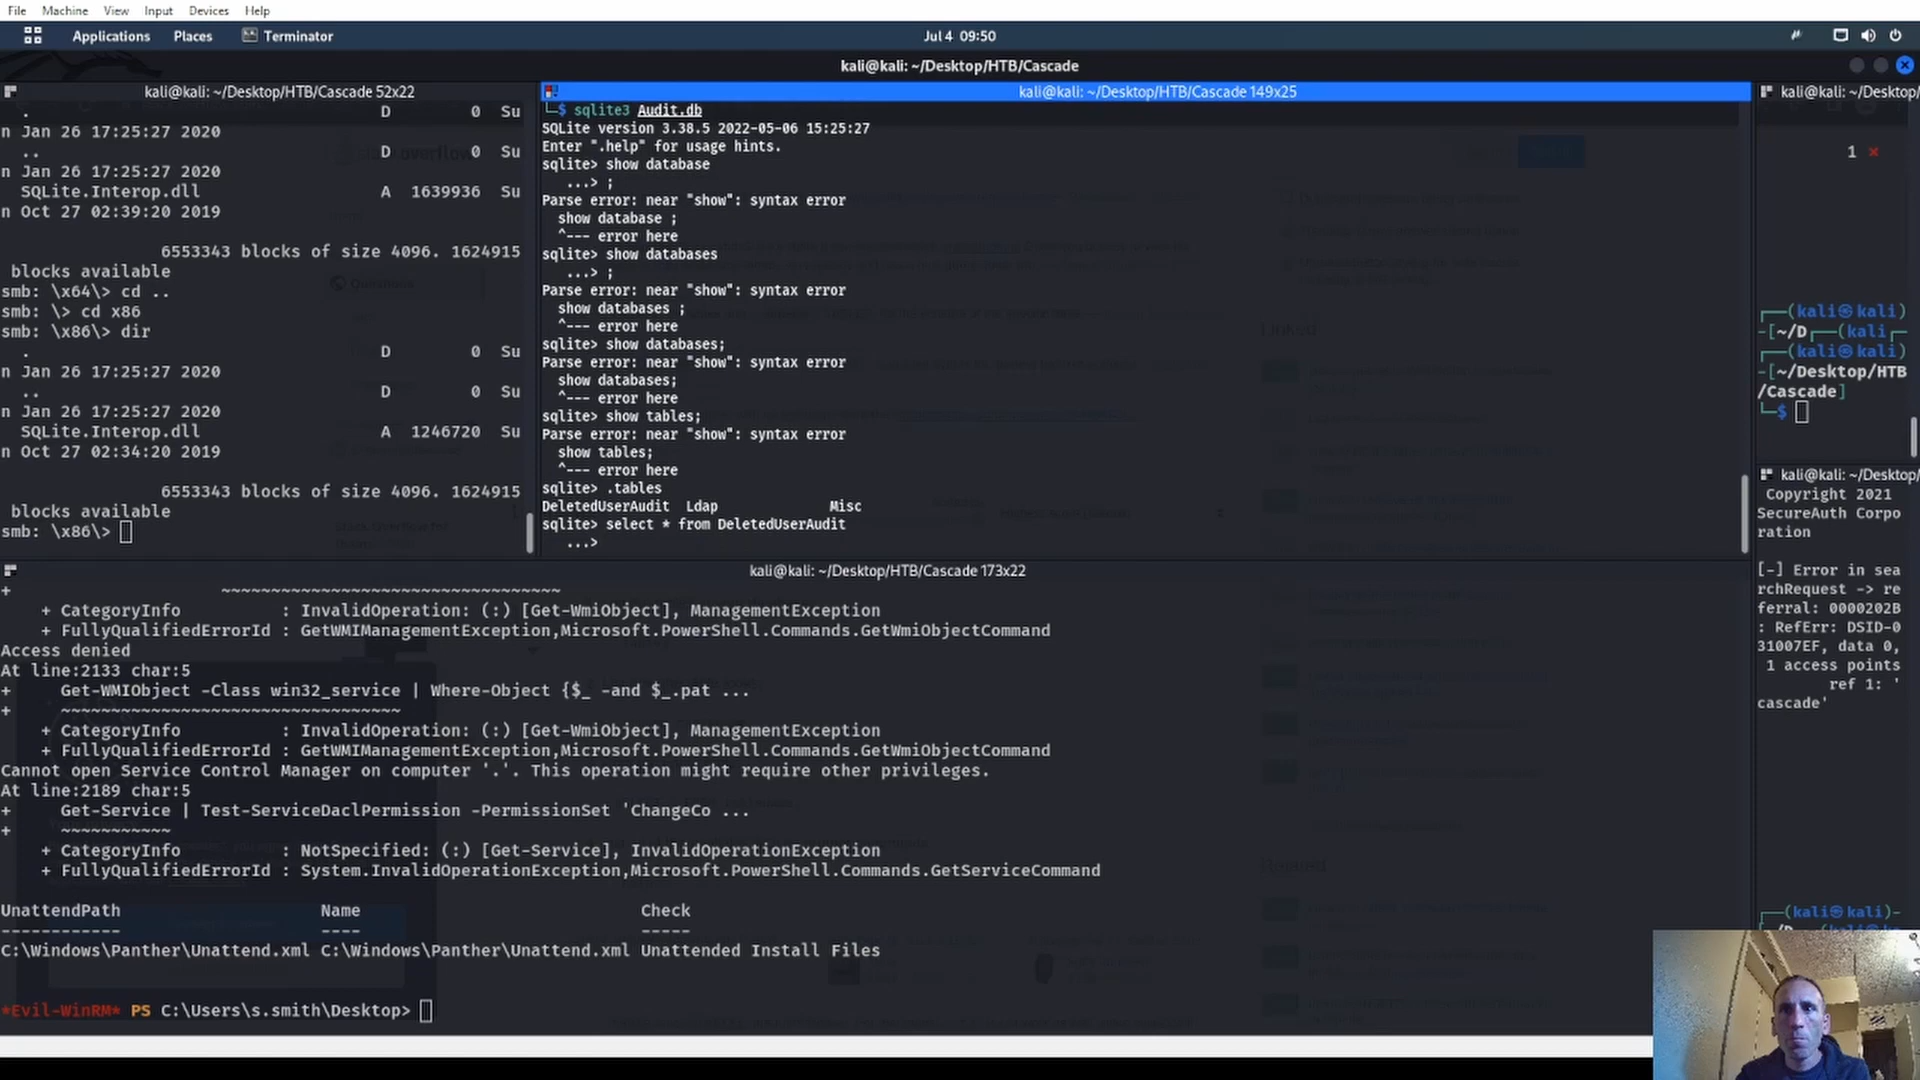 File Machine View Input Devices Help
Applications Places Terminator Jul 4 09:50
kali@kali: ~/Desktop/HTB/Cascade
kali@kali: ~/Desktop/HTB/Cascade 52x22
. D 0 Su
n Jan 26 17:25:27 2020
.. D 0 Su
n Jan 26 17:25:27 2020
SQLite.Interop.dll A 1639936 Su
n Oct 27 02:39:20 2019
6553343 blocks of size 4096. 1624915
blocks available
smb: \x64\> cd ..
smb: \> cd x86
smb: \x86\> dir
. D 0 Su
n Jan 26 17:25:27 2020
.. D 0 Su
n Jan 26 17:25:27 2020
SQLite.Interop.dll A 1246720 Su
n Oct 27 02:34:20 2019
6553343 blocks of size 4096. 1624915
blocks available
smb: \x86\>
kali@kali: ~/Desktop/HTB/Cascade 149x25
└─$ sqlite3 Audit.db
SQLite version 3.38.5 2022-05-06 15:25:27
Enter ".help" for usage hints.
sqlite> show database
...> ;
Parse error: near "show": syntax error
show database ;
^--- error here
sqlite> show databases
...> ;
Parse error: near "show": syntax error
show databases ;
^--- error here
sqlite> show databases;
Parse error: near "show": syntax error
show databases;
^--- error here
sqlite> show tables;
Parse error: near "show": syntax error
show tables;
^--- error here
sqlite> .tables
DeletedUserAudit Ldap Misc
sqlite> select * from DeletedUserAudit
...>
kali@kali: ~/Desktop/
1 ×
┌──(kali㉿kali)
-[~/D┌──(kali┌─
┌──(kali㉿kali)
-[~/Desktop/HTB
/Cascade]
└─$
kali@kali: ~/Desktop/
Copyright 2021
SecureAuth Corpo
ration
[-] Error in sea
rchRequest -> re
ferral: 0000202B
: RefErr: DSID-0
31007EF, data 0,
1 access points
ref 1: '
cascade'
┌──(kali㉿kali)-
kali@kali: ~/Desktop/HTB/Cascade 173x22
+ ~~~~~~~~~~~~~~~~~~~~~~~~~~~~~~~~~~
+ CategoryInfo : InvalidOperation: (:) [Get-WmiObject], ManagementException
+ FullyQualifiedErrorId : GetWMIManagementException,Microsoft.PowerShell.Commands.GetWmiObjectCommand
Access denied
At line:2133 char:5
+ Get-WMIObject -Class win32_service | Where-Object {$_ -and $_.pat ...
+ ~~~~~~~~~~~~~~~~~~~~~~~~~~~~~~~~~~
+ CategoryInfo : InvalidOperation: (:) [Get-WmiObject], ManagementException
+ FullyQualifiedErrorId : GetWMIManagementException,Microsoft.PowerShell.Commands.GetWmiObjectCommand
Cannot open Service Control Manager on computer '.'. This operation might require other privileges.
At line:2189 char:5
+ Get-Service | Test-ServiceDaclPermission -PermissionSet 'ChangeCo ...
+ ~~~~~~~~~~~
+ CategoryInfo : NotSpecified: (:) [Get-Service], InvalidOperationException
+ FullyQualifiedErrorId : System.InvalidOperationException,Microsoft.PowerShell.Commands.GetServiceCommand
UnattendPath Name Check
------------ ---- -----
C:\Windows\Panther\Unattend.xml C:\Windows\Panther\Unattend.xml Unattended Install Files
*Evil-WinRM* PS C:\Users\s.smith\Desktop>